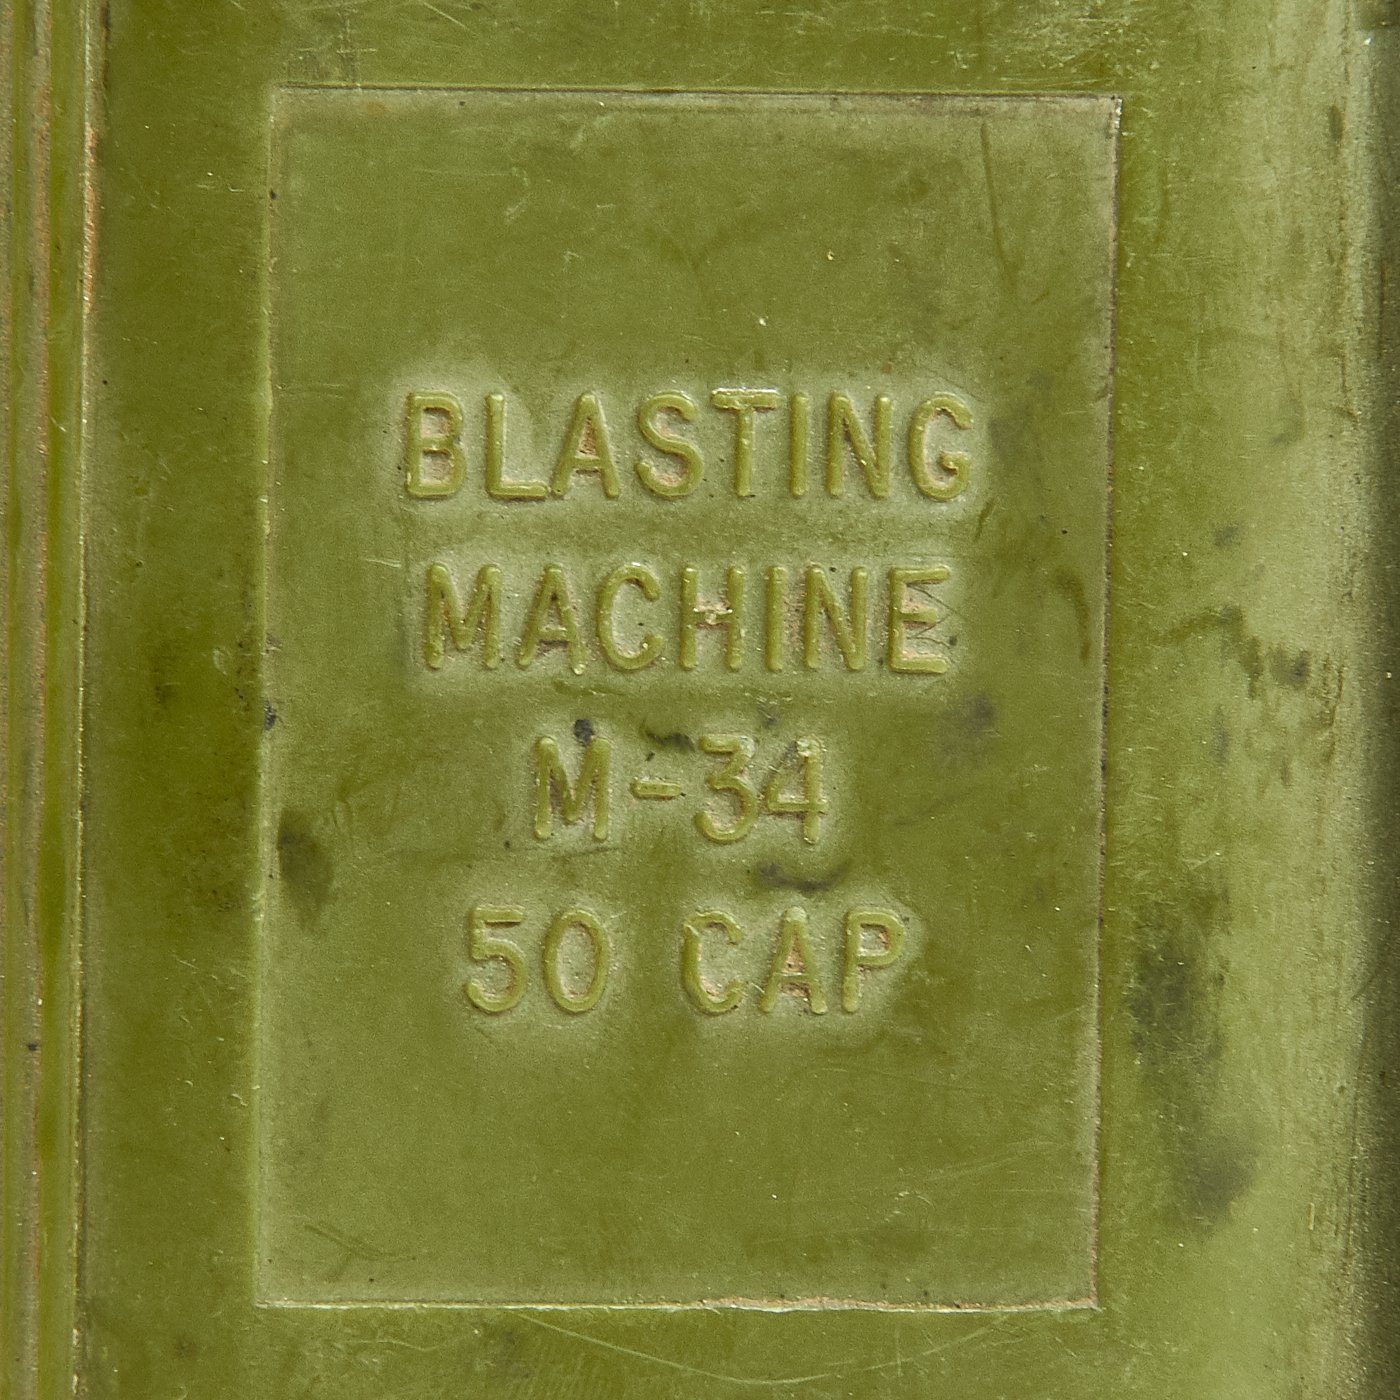 BLASTING
MACHINE
M-34
50 CAP